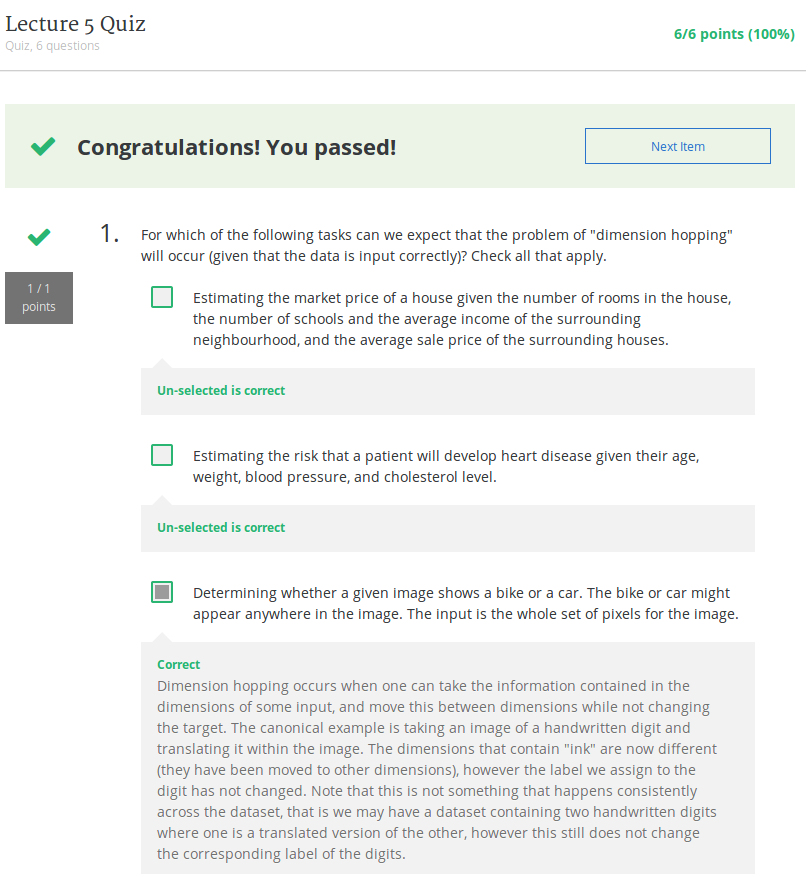 Lecture 5 Quiz
Quiz, 6 questions
6/6 points (100%)
Congratulations! You passed!
Next Item
1 / 1
points
1.
For which of the following tasks can we expect that the problem of "dimension hopping"
will occur (given that the data is input correctly)? Check all that apply.
Estimating the market price of a house given the number of rooms in the house,
the number of schools and the average income of the surrounding
neighbourhood, and the average sale price of the surrounding houses.
Un-selected is correct
Estimating the risk that a patient will develop heart disease given their age,
weight, blood pressure, and cholesterol level.
Un-selected is correct
Determining whether a given image shows a bike or a car. The bike or car might
appear anywhere in the image. The input is the whole set of pixels for the image.
Correct
Dimension hopping occurs when one can take the information contained in the
dimensions of some input, and move this between dimensions while not changing
the target. The canonical example is taking an image of a handwritten digit and
translating it within the image. The dimensions that contain "ink" are now different
(they have been moved to other dimensions), however the label we assign to the
digit has not changed. Note that this is not something that happens consistently
across the dataset, that is we may have a dataset containing two handwritten digits
where one is a translated version of the other, however this still does not change
the corresponding label of the digits.